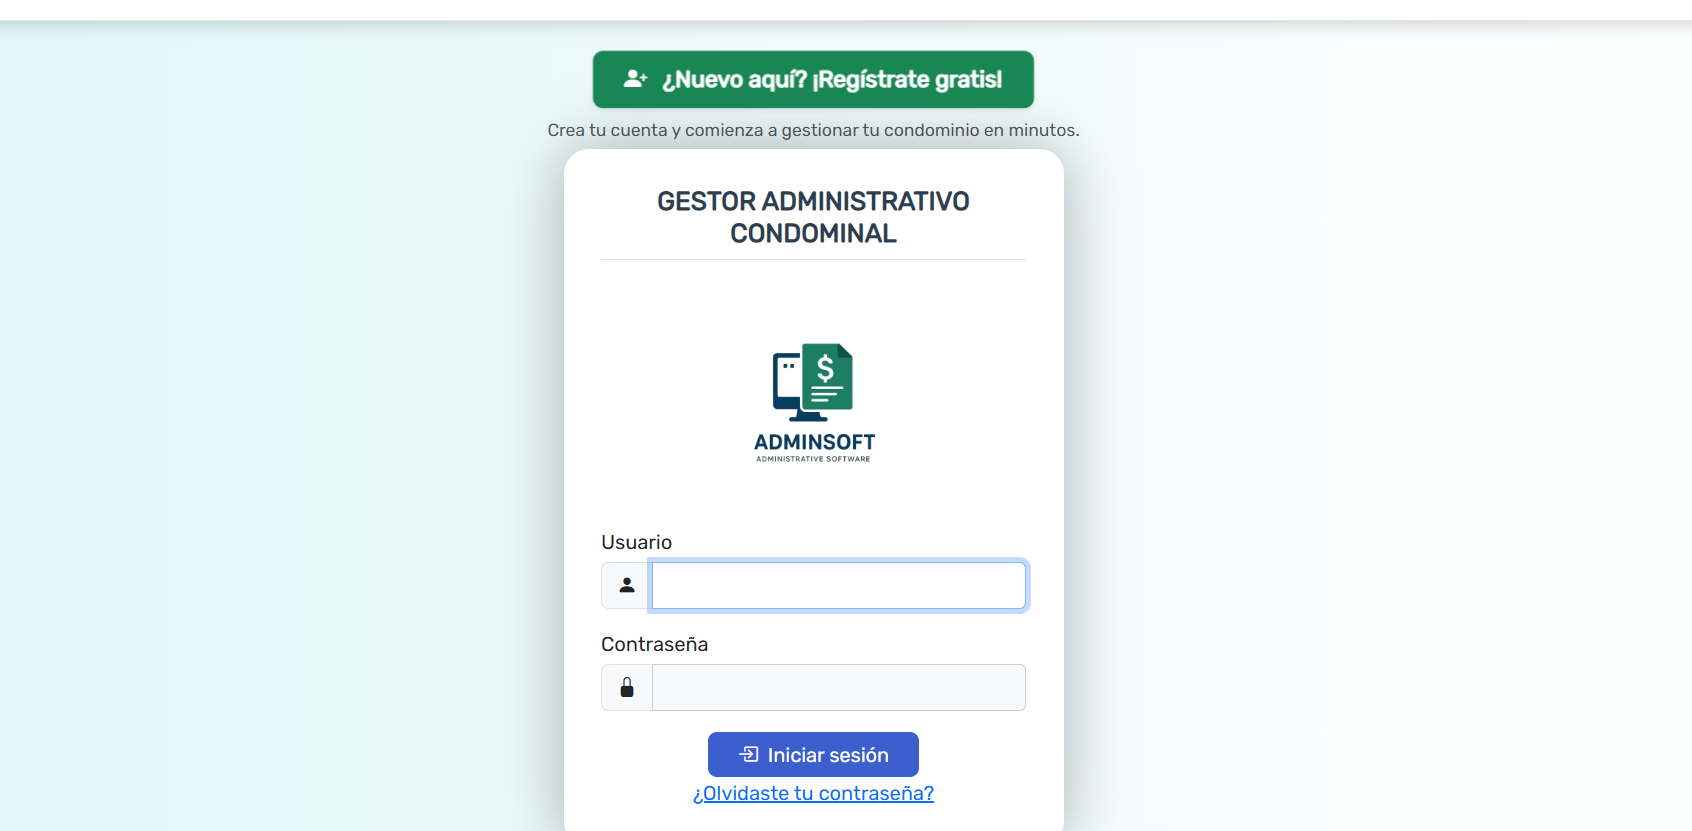 ¿Nuevo aquí? ¡Regístrate gratis!
Crea tu cuenta y comienza a gestionar tu condominio en minutos.
GESTOR ADMINISTRATIVO
CONDOMINAL
$
ADMINSOFT
ADMINISTRATIVE SOFTWARE
Usuario
Contraseña
Iniciar sesión
¿Olvidaste tu contraseña?